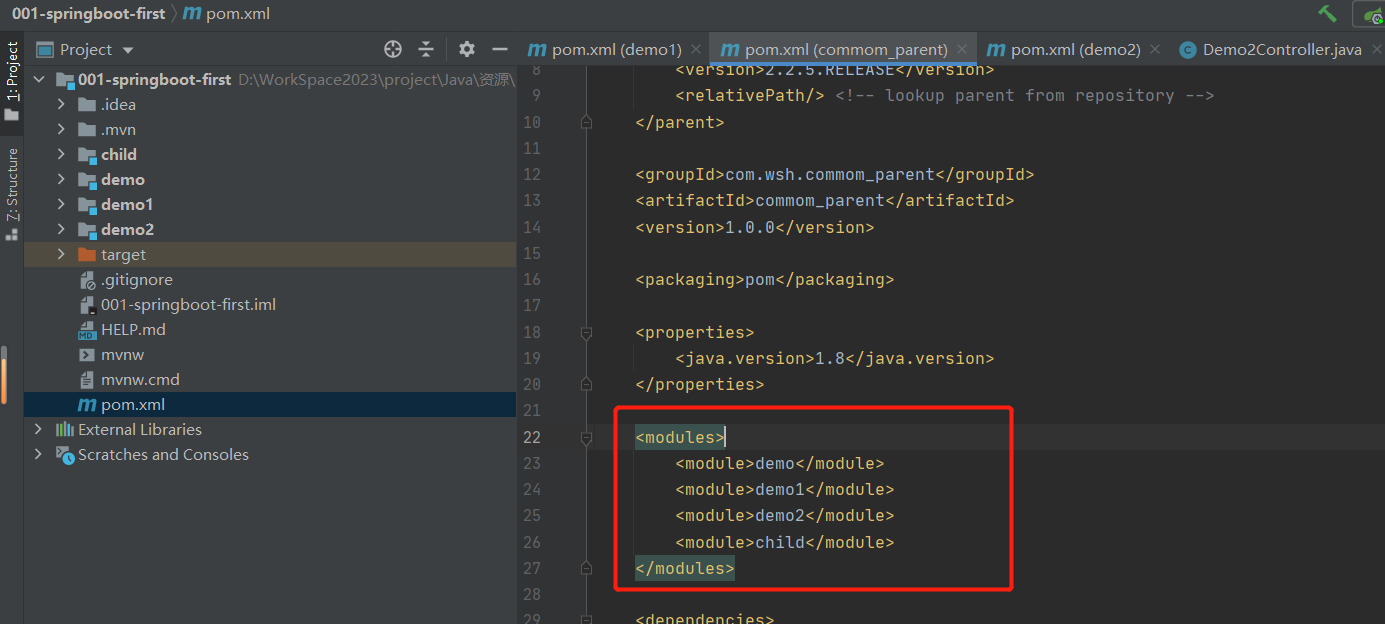 001-springboot-first pom.xml
Project
pom.xml (demo1)
pom.xml (commom_parent)
pom.xml (demo2)
Demo2Controller.java
1: Project
7: Structure
001-springboot-first D:\WorkSpace2023\project\Java\资源\
.idea
.mvn
child
demo
demo1
demo2
target
.gitignore
001-springboot-first.iml
HELP.md
mvnw
mvnw.cmd
pom.xml
External Libraries
Scratches and Consoles
8 <version>2.2.5.RELEASE</version>
9 <relativePath/> <!-- lookup parent from repository -->
10 </parent>
11
12 <groupId>com.wsh.commom_parent</groupId>
13 <artifactId>commom_parent</artifactId>
14 <version>1.0.0</version>
15
16 <packaging>pom</packaging>
17
18 <properties>
19 <java.version>1.8</java.version>
20 </properties>
21
22 <modules>
23 <module>demo</module>
24 <module>demo1</module>
25 <module>demo2</module>
26 <module>child</module>
27 </modules>
28
29 <dependencies>